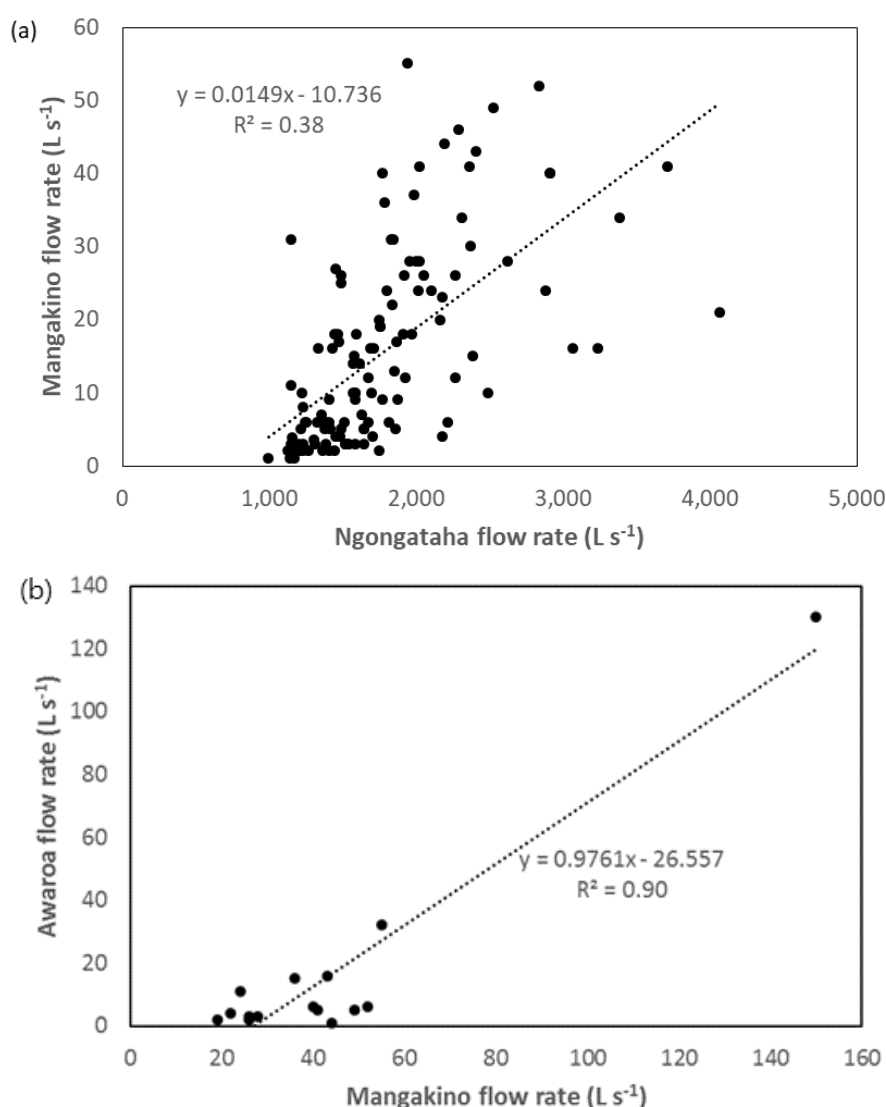 (a)
60
50
40
30
20
10
0
y = 0.0149x - 10.736
R² = 0.38
Mangakino flow rate (L s⁻¹)
0 1,000 2,000 3,000 4,000 5,000
Ngongataha flow rate (L s⁻¹)
(b)
140
120
100
80
60
40
20
0
Awaroa flow rate (L s⁻¹)
y = 0.9761x - 26.557
R² = 0.90
0 20 40 60 80 100 120 140 160
Mangakino flow rate (L s⁻¹)